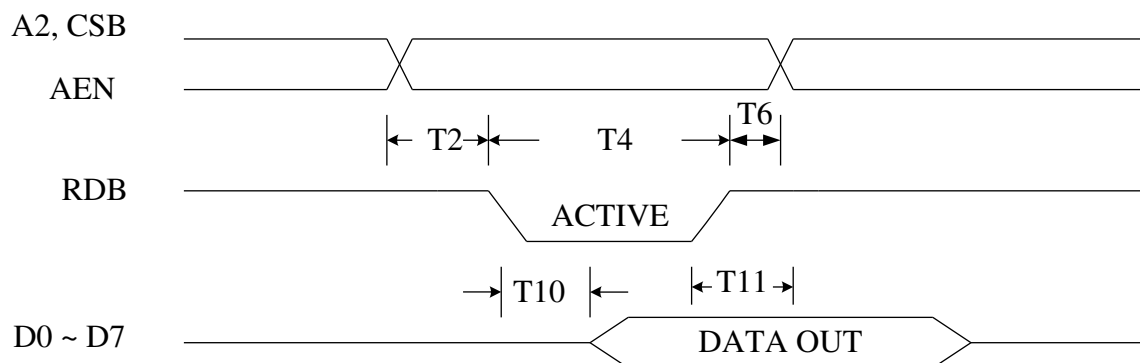 A2, CSB
AEN
T2
T4
T6
RDB
ACTIVE
T10
T11
D0 ~ D7
DATA OUT